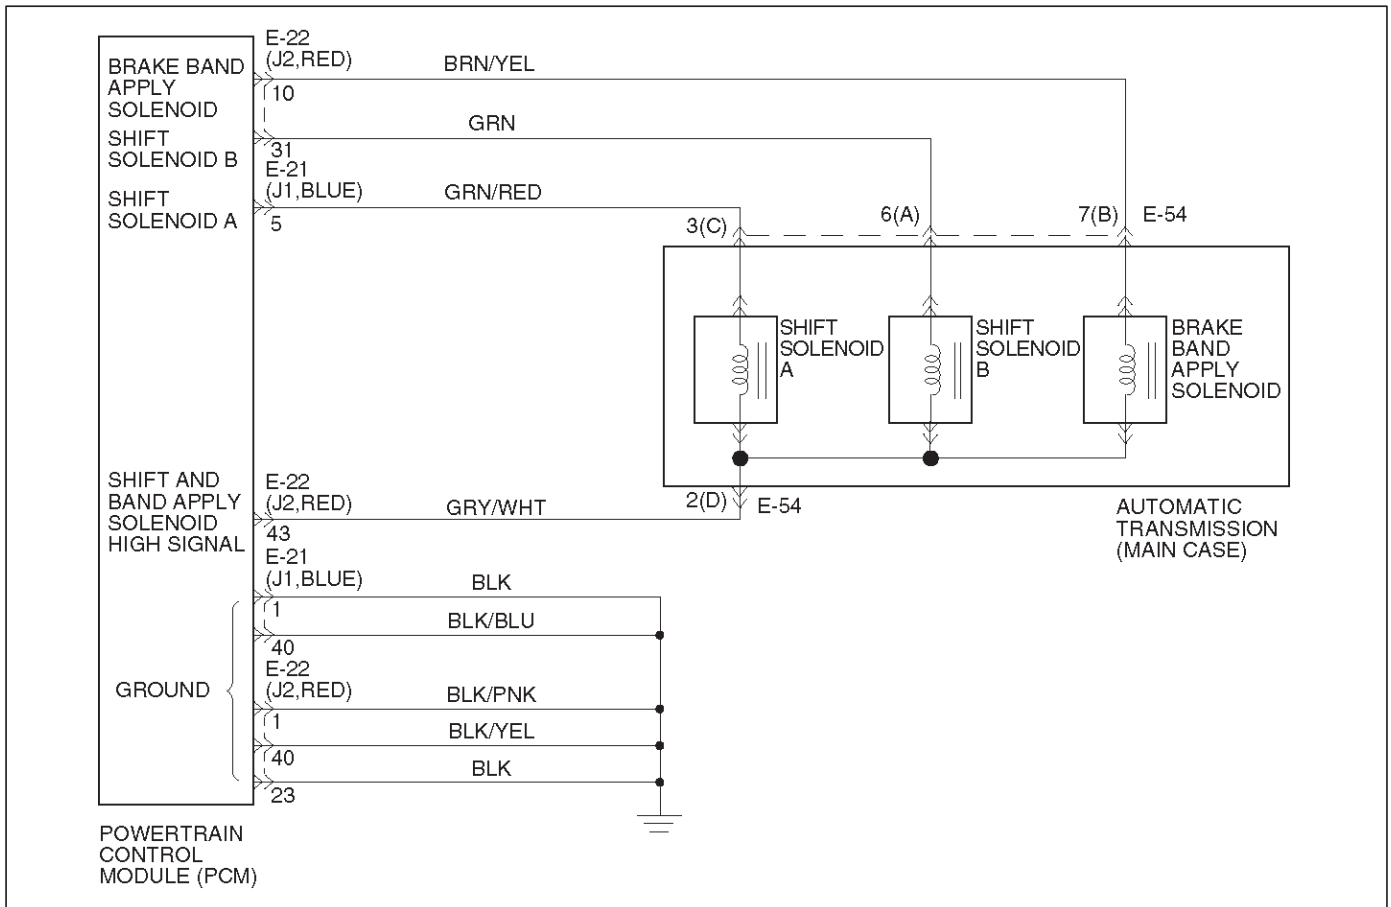 E-22
(J2,RED)
BRAKE BAND
APPLY
SOLENOID
10
BRN/YEL
SHIFT
SOLENOID B
31
GRN
E-21
(J1,BLUE)
SHIFT
SOLENOID A
5
GRN/RED
3(C)
6(A)
7(B)
E-54
SHIFT
SOLENOID
A
SHIFT
SOLENOID
B
BRAKE
BAND
APPLY
SOLENOID
SHIFT AND
BAND APPLY
SOLENOID
HIGH SIGNAL
E-22
(J2,RED)
43
GRY/WHT
2(D)
E-54
AUTOMATIC
TRANSMISSION
(MAIN CASE)
E-21
(J1,BLUE)
1
BLK
40
BLK/BLU
GROUND
E-22
(J2,RED)
1
BLK/PNK
40
BLK/YEL
23
BLK
POWERTRAIN
CONTROL
MODULE (PCM)